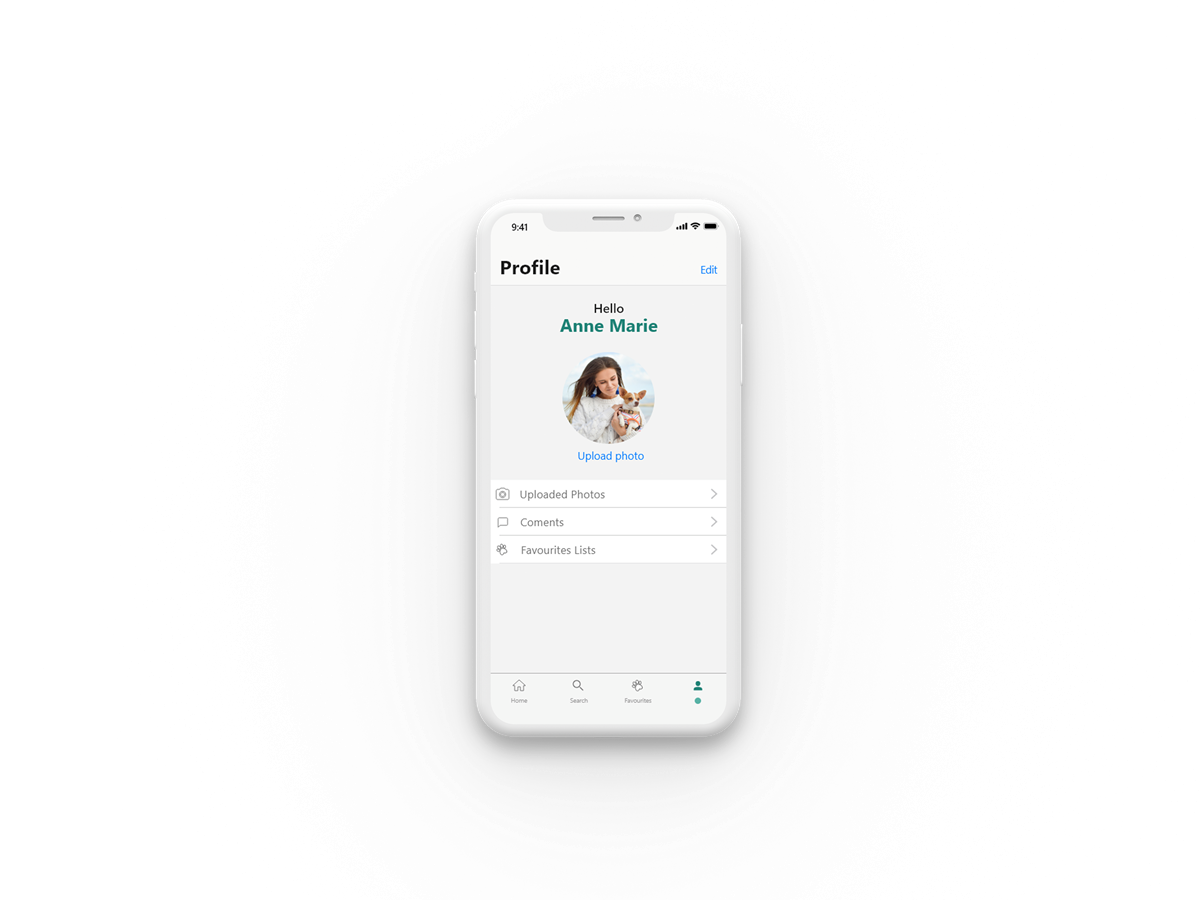 9:41
Profile
Edit
Hello
Anne Marie
Upload photo
Uploaded Photos
Coments
Favourites Lists
Home
Search
Favourites